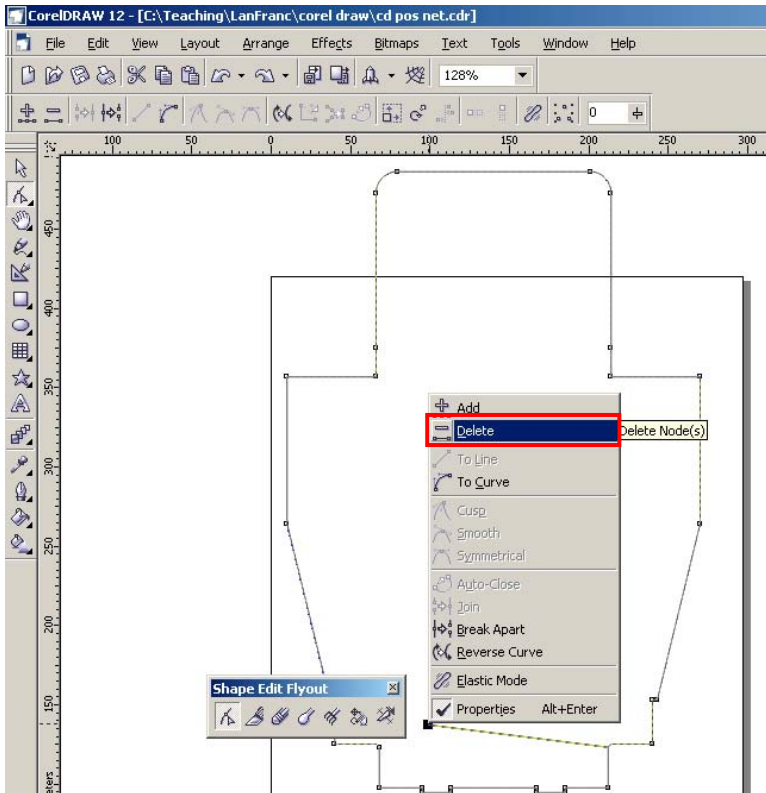 CorelDRAW 12 - [C:\Teaching\LanFranc\corel draw\cd pos net.cdr]
File Edit View Layout Arrange Effects Bitmaps Text Tools Window Help
128%
0
100 50 0 50 100 150 200 250 300
450
400
350
300
250
200
150
meters
Add
Delete
Delete Node(s)
To Line
To Curve
Cusp
Smooth
Symmetrical
Auto-Close
Join
Break Apart
Reverse Curve
Elastic Mode
Properties Alt+Enter
Shape Edit Flyout